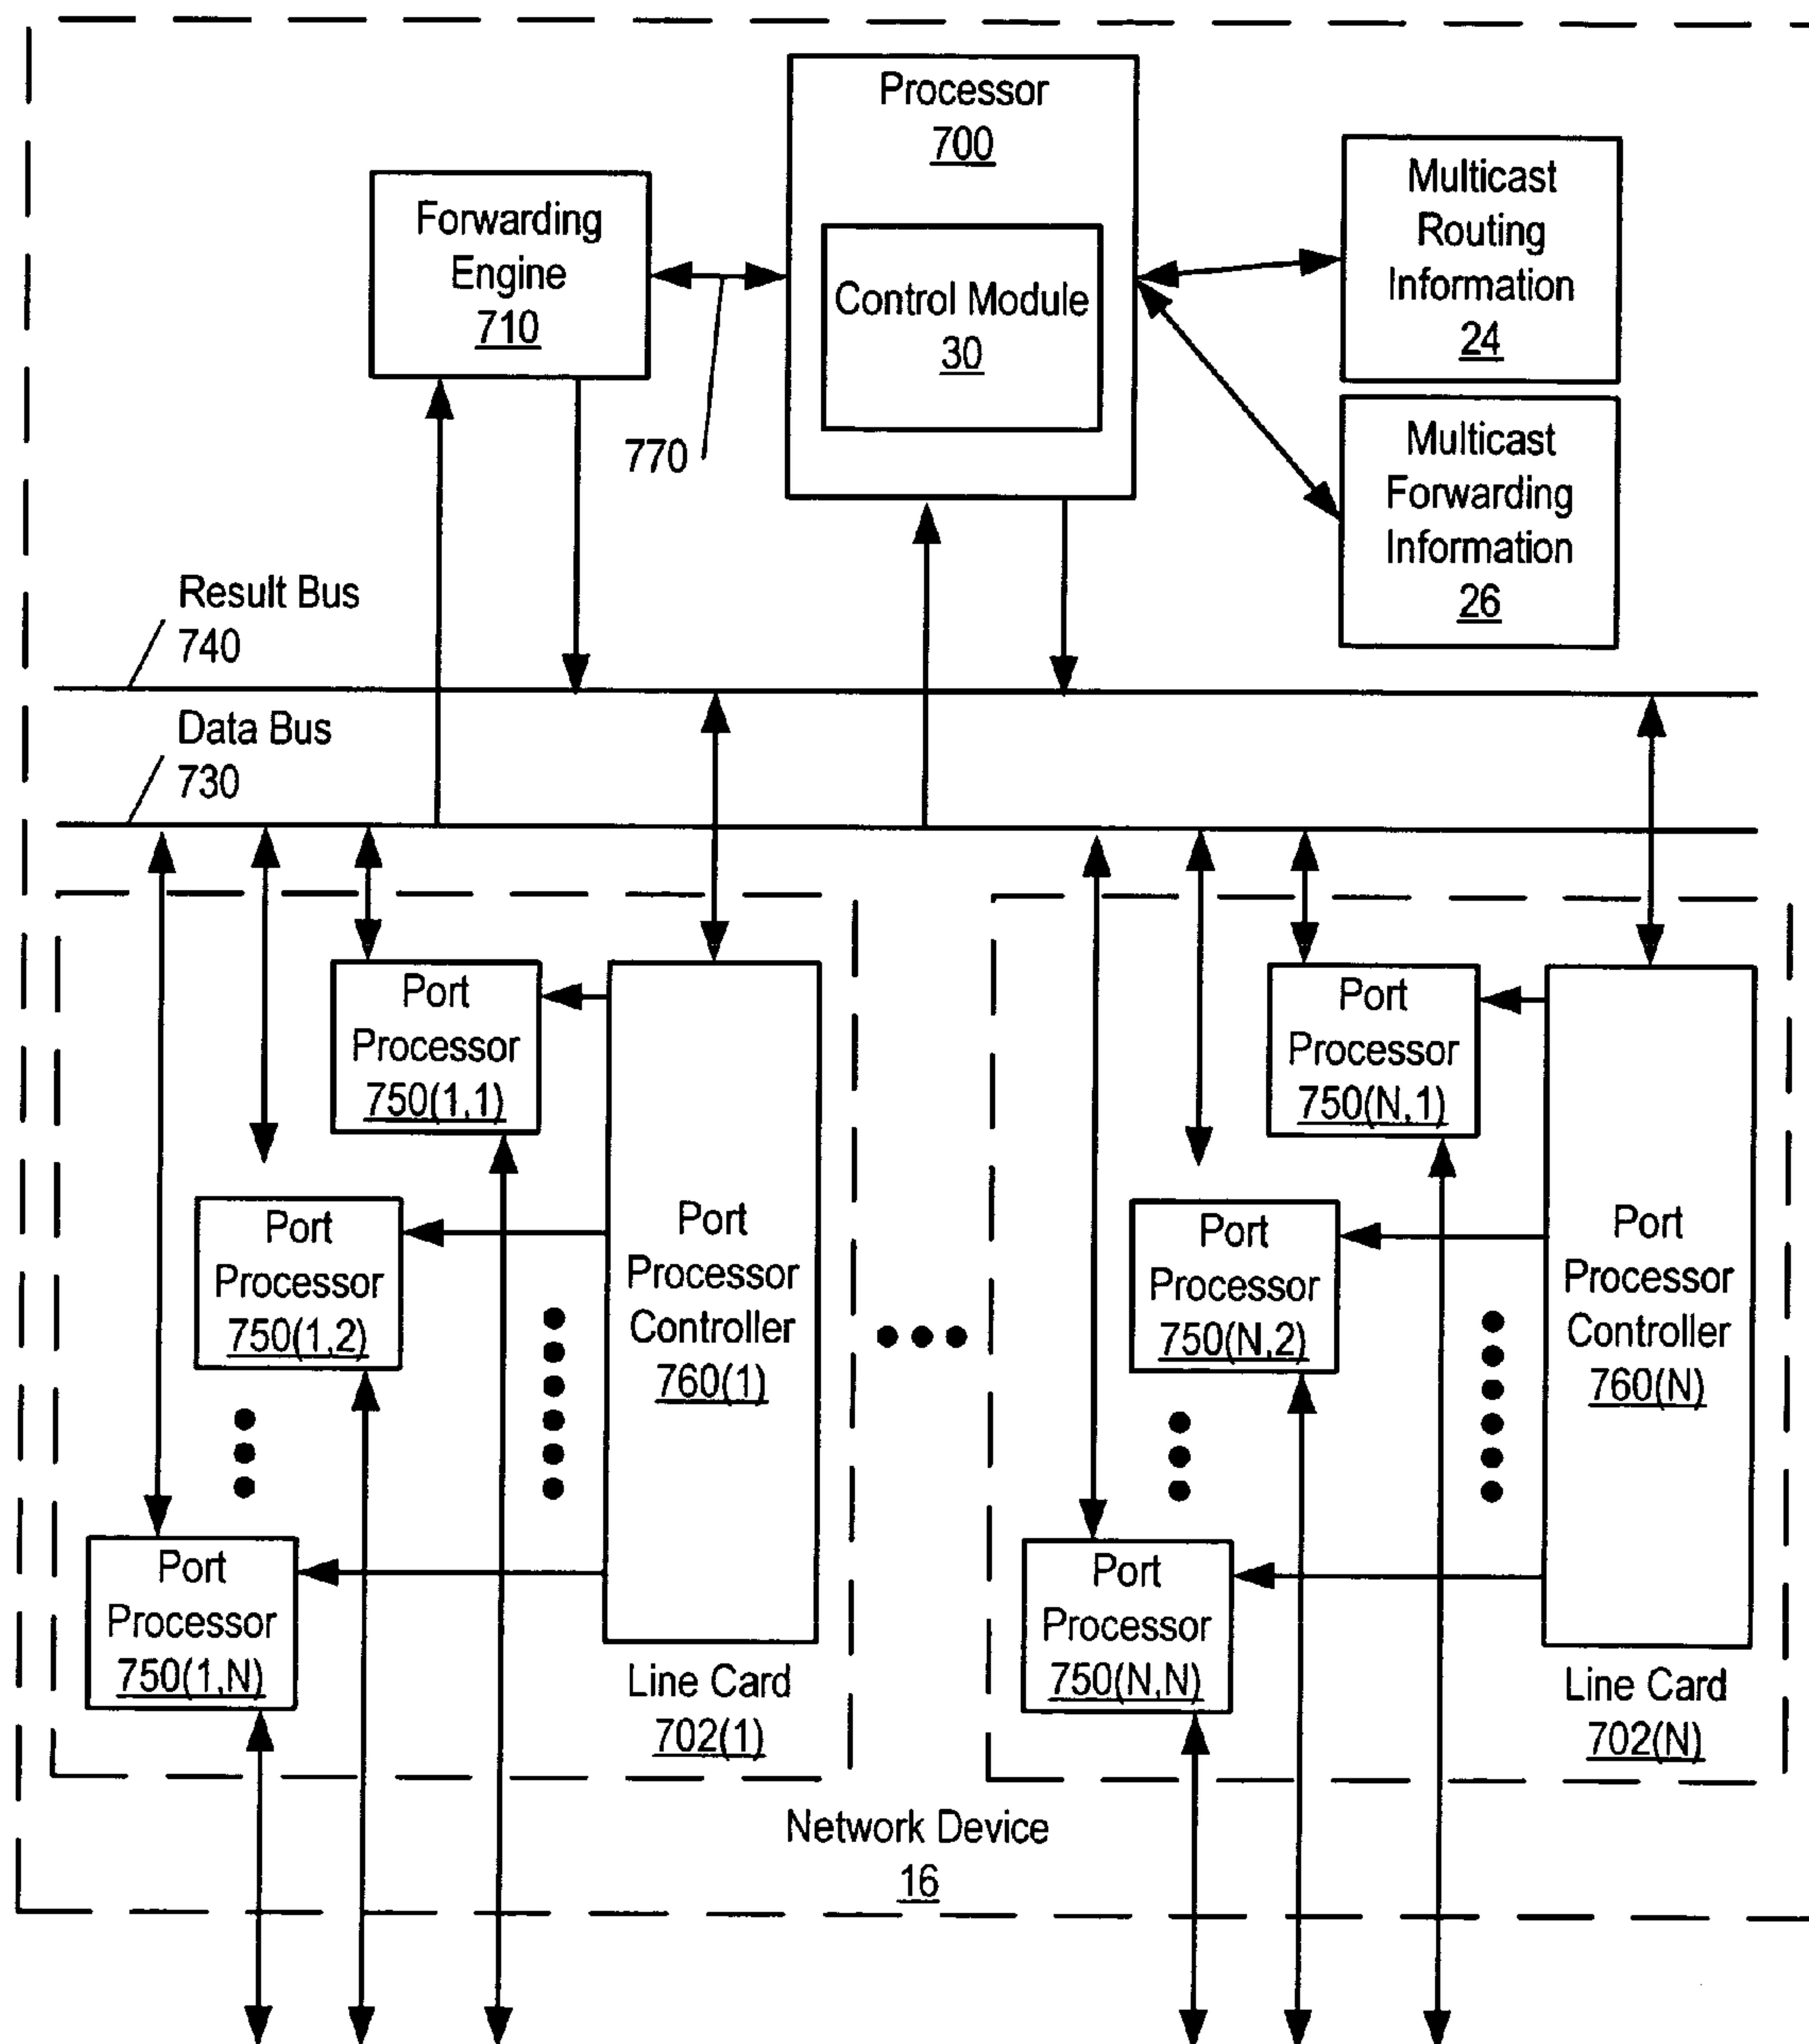 Processor
700
Control Module
30
Forwarding
Engine
710
770
Multicast
Routing
Information
24
Multicast
Forwarding
Information
26
Result Bus
740
Data Bus
730
Port
Processor
750(1,1)
Port
Processor
750(1,2)
Port
Processor
750(1,N)
Port
Processor
Controller
760(1)
Line Card
702(1)
Port
Processor
750(N,1)
Port
Processor
750(N,2)
Port
Processor
750(N,N)
Port
Processor
Controller
760(N)
Line Card
702(N)
Network Device
16